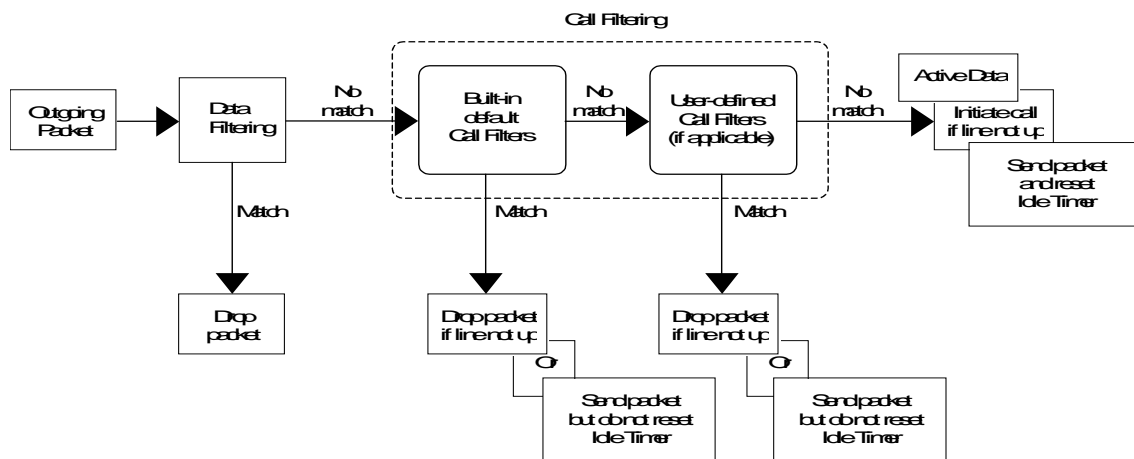 Call Filtering
Outgoing
Packet
Data
Filtering
No
match
Built-in
default
Call Filters
No
match
User-defined
Call Filters
(if applicable)
No
match
Active Data
Initiate call
if line not up
Send packet
and reset
Idle Timer
Match
Match
Match
Drop
packet
Drop packet
if line not up
Or
Send packet
but do not reset
Idle Timer
Drop packet
if line not up
Or
Send packet
but do not reset
Idle Timer